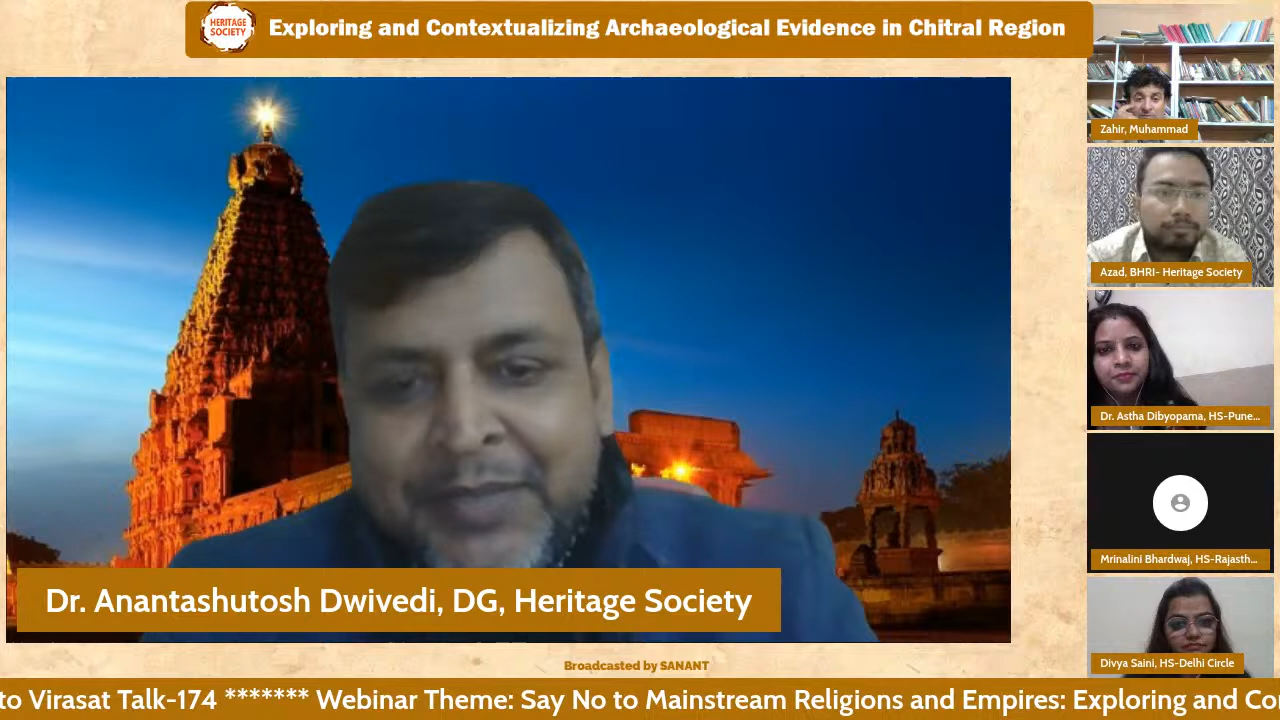 HERITAGE
SOCIETY
Exploring and Contextualizing Archaeological Evidence in Chitral Region
Zahir, Muhammad
Azad, BHRI- Heritage Society
Dr. Astha Dibyopama, HS-Pune...
Mrinalini Bhardwaj, HS-Rajasth...
Divya Saini, HS-Delhi Circle
Dr. Anantashutosh Dwivedi, DG, Heritage Society
Broadcasted by SANANT
to Virasat Talk-174 ******* Webinar Theme: Say No to Mainstream Religions and Empires: Exploring and Co